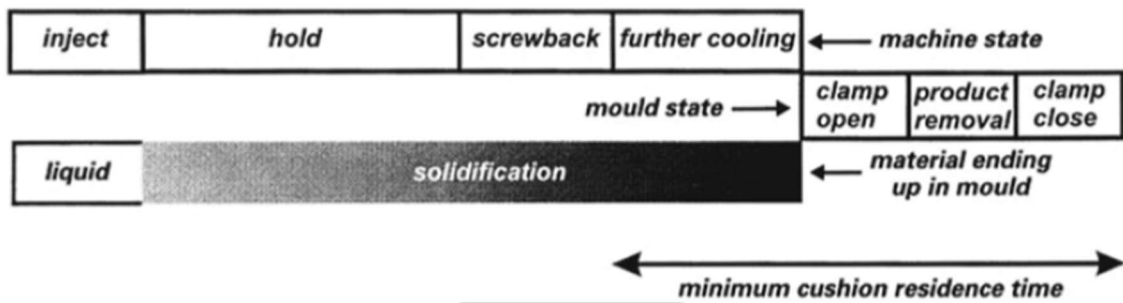 inject hold screwback further cooling machine state
mould state clamp open product removal clamp close
liquid solidification material ending up in mould
minimum cushion residence time